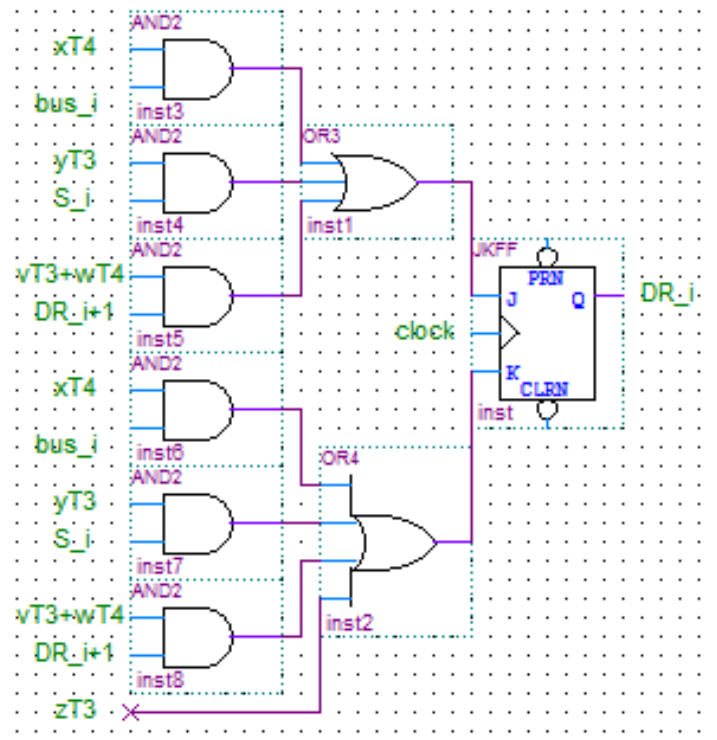 AND2
xT4
bus_i
inst3
AND2
yT3
S_i
inst4
OR3
inst1
AND2
vT3+wT4
DR_i+1
inst5
JKFF
PRN
J
Q
DR_i
clock
K
CLRN
inst
AND2
xT4
bus_i
inst6
AND2
yT3
S_i
inst7
OR4
inst2
AND2
vT3+wT4
DR_i+1
inst8
zT3